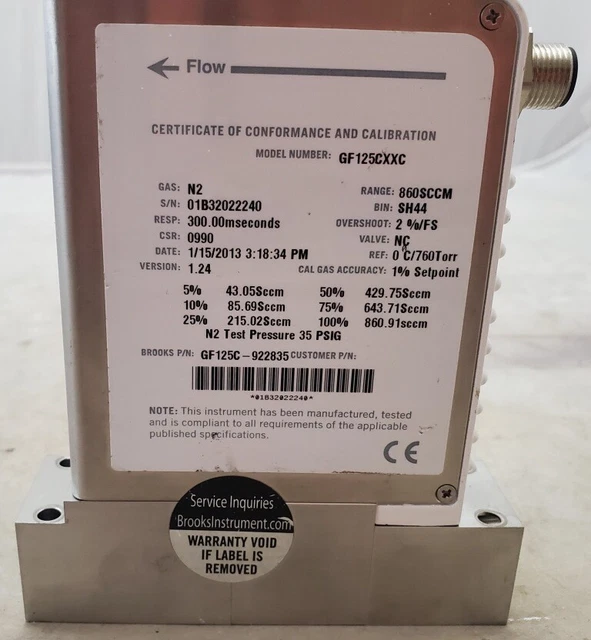 Flow
CERTIFICATE OF CONFORMANCE AND CALIBRATION
MODEL NUMBER: GF125CXXC
GAS: N2 RANGE: 860SCCM
S/N: 01B32022240 BIN: SH44
RESP: 300.00mseconds OVERSHOOT: 2 %/FS
CSR: 0990 VALVE: NC
DATE: 1/15/2013 3:18:34 PM REF: 0 C/760Torr
VERSION: 1.24 CAL GAS ACCURACY: 1% Setpoint
5% 43.05Sccm 50% 429.75Sccm
10% 85.69Sccm 75% 643.71Sccm
25% 215.02Sccm 100% 860.91sccm
N2 Test Pressure 35 PSIG
BROOKS P/N: GF125C-922835 CUSTOMER P/N:
*01B32022240*
NOTE: This instrument has been manufactured, tested
and is compliant to all requirements of the applicable
published specifications.
CE
Service Inquiries
BrooksInstrument.com
WARRANTY VOID
IF LABEL IS
REMOVED